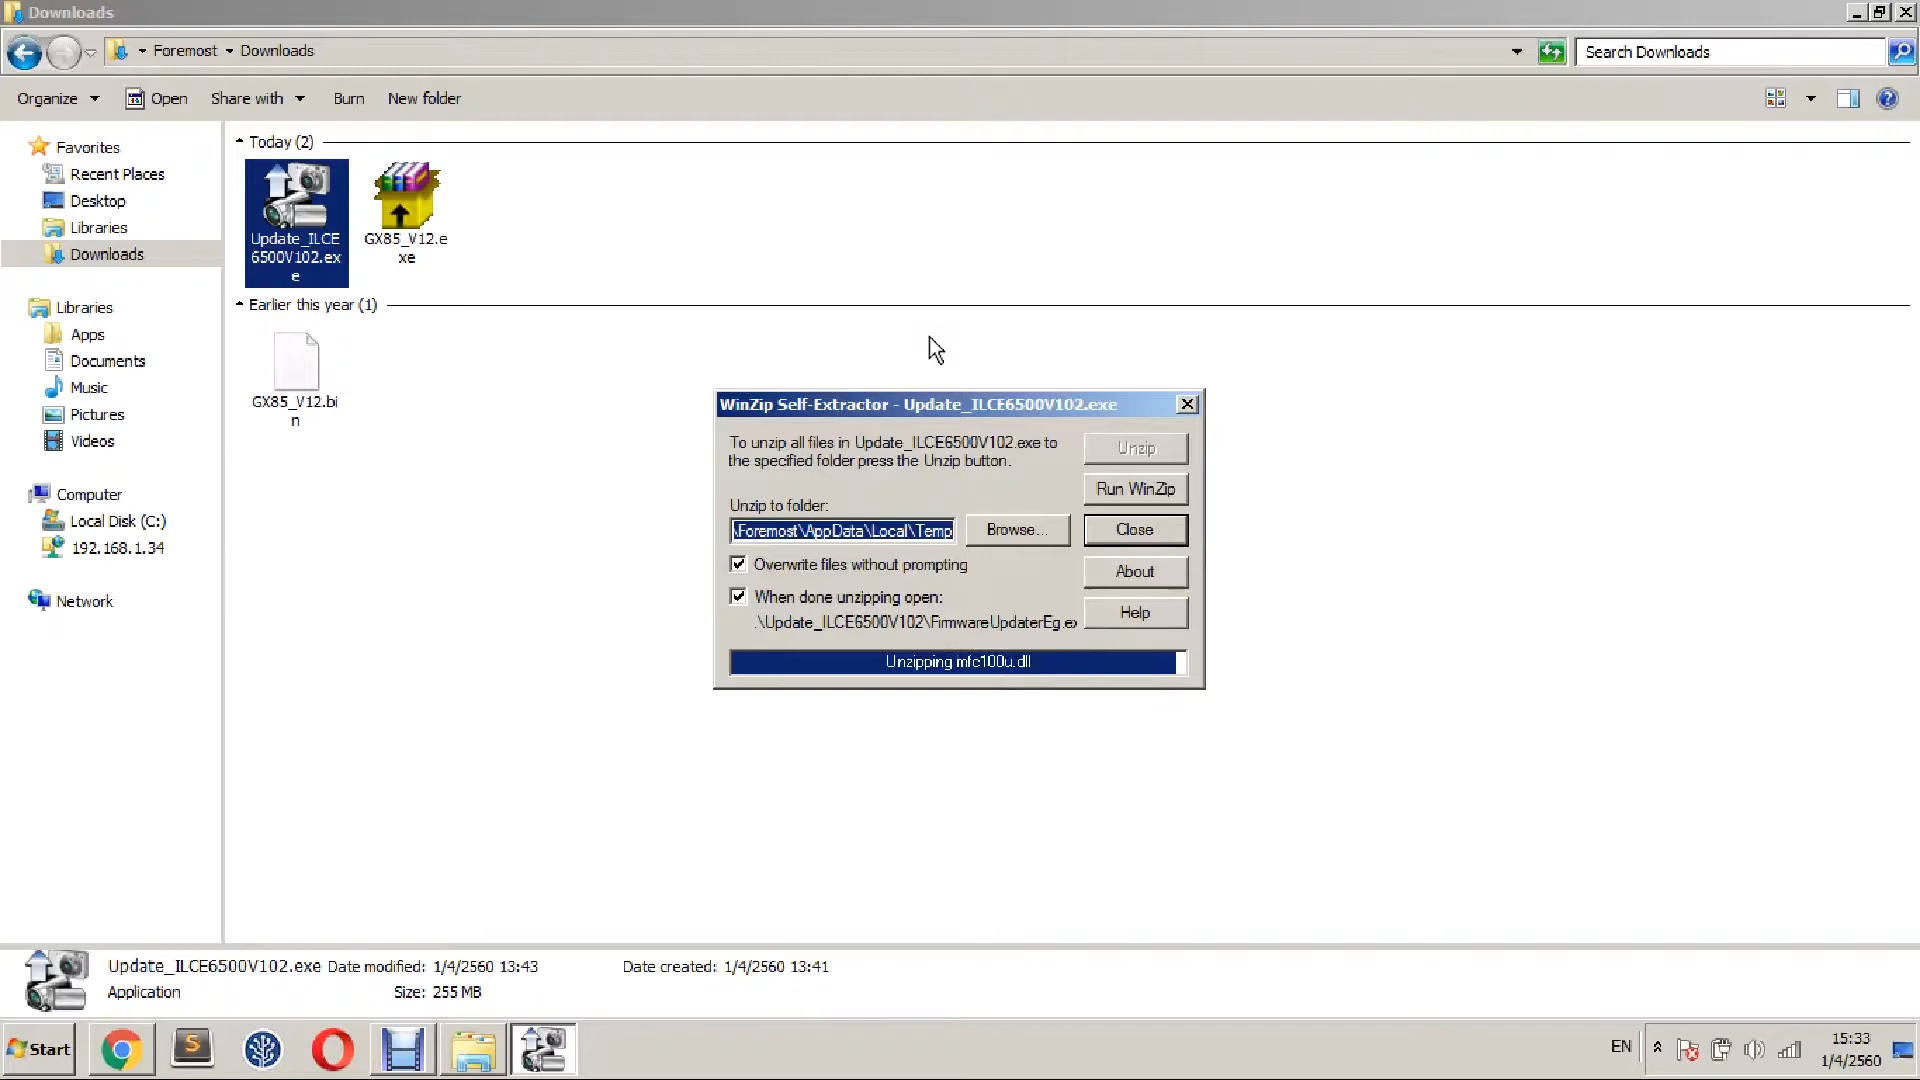 Downloads
Foremost
Downloads
Search Downloads
Organize
Open
Share with
Burn
New folder
Favorites
Recent Places
Desktop
Libraries
Downloads
Libraries
Apps
Documents
Music
Pictures
Videos
Computer
Local Disk (C:)
192.168.1.34
Network
Today (2)
Update_ILCE
6500V102.ex
e
GX85_V12.e
xe
Earlier this year (1)
GX85_V12.bi
n
WinZip Self-Extractor - Update_ILCE6500V102.exe
To unzip all files in Update_ILCE6500V102.exe to
the specified folder press the Unzip button.
Unzip to folder:
\Foremost\AppData\Local\Temp
Browse...
Overwrite files without prompting
When done unzipping open:
.\Update_ILCE6500V102\FirmwareUpdaterEg.ex
Unzip
Run WinZip
Close
About
Help
Unzipping mfc100u.dll
Update_ILCE6500V102.exe Date modified: 1/4/2560 13:43 Date created: 1/4/2560 13:41
Application Size: 255 MB
Start
EN
15:33
1/4/2560